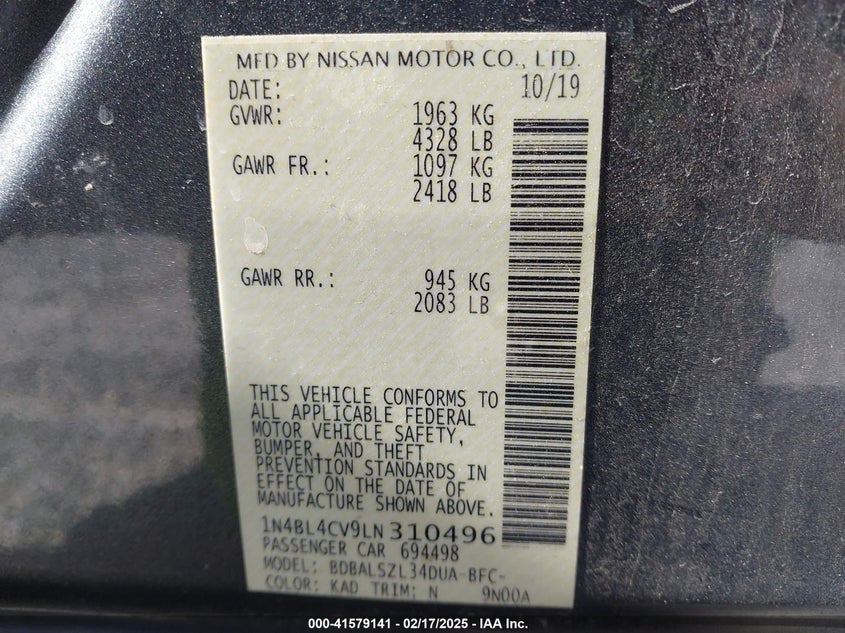 MFD BY NISSAN MOTOR CO., LTD.
DATE: 10/19
GVWR: 1963 KG
4328 LB
GAWR FR.: 1097 KG
2418 LB
GAWR RR.: 945 KG
2083 LB
THIS VEHICLE CONFORMS TO
ALL APPLICABLE FEDERAL
MOTOR VEHICLE SAFETY,
BUMPER, AND THEFT
PREVENTION STANDARDS IN
EFFECT ON THE DATE OF
MANUFACTURE SHOWN ABOVE.
1N4BL4CV9LN310496
PASSENGER CAR 694498
MODEL: BDBALSZL34DUA-BFC-
COLOR: KAD TRIM: N 9N00A
000-41579141 - 02/17/2025 - IAA Inc.